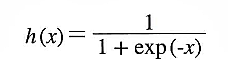 h(x) = 1 / (1 + exp(-x))